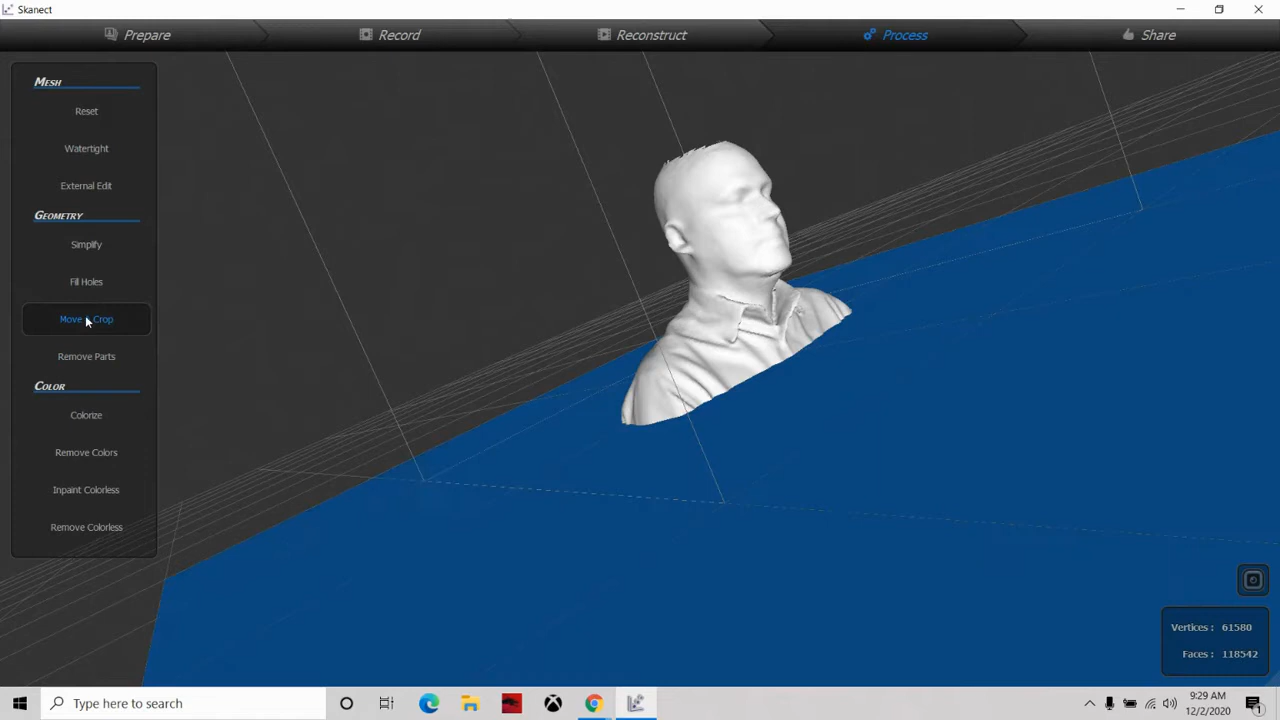 Skanect
Prepare
Record
Reconstruct
Process
Share
MESH
Reset
Watertight
External Edit
GEOMETRY
Simplify
Fill Holes
Move & Crop
Remove Parts
COLOR
Colorize
Remove Colors
Inpaint Colorless
Remove Colorless
Vertices : 61580
Faces : 118542
Type here to search
9:29 AM
12/2/2020
1